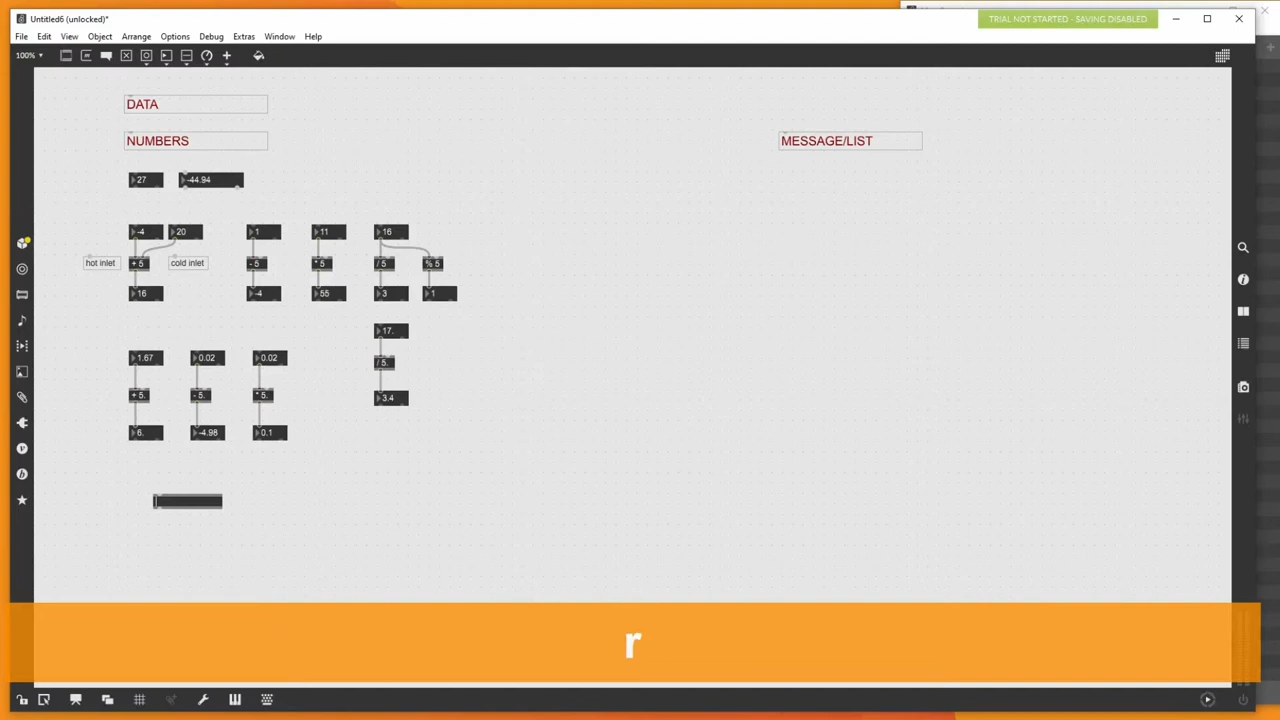 Untitled6 (unlocked)*
TRIAL NOT STARTED - SAVING DISABLED
File Edit View Object Arrange Options Debug Extras Window Help
100%
DATA
NUMBERS
MESSAGE/LIST
27 -44.94
-4 20 1 11 16
hot inlet + 5 cold inlet - 5 * 5 / 5 % 5
16 -4 55 3 1
17.
1.67 0.02 0.02 / 5.
+ 5. - 5. * 5. 3.4
6. -4.98 0.1
r